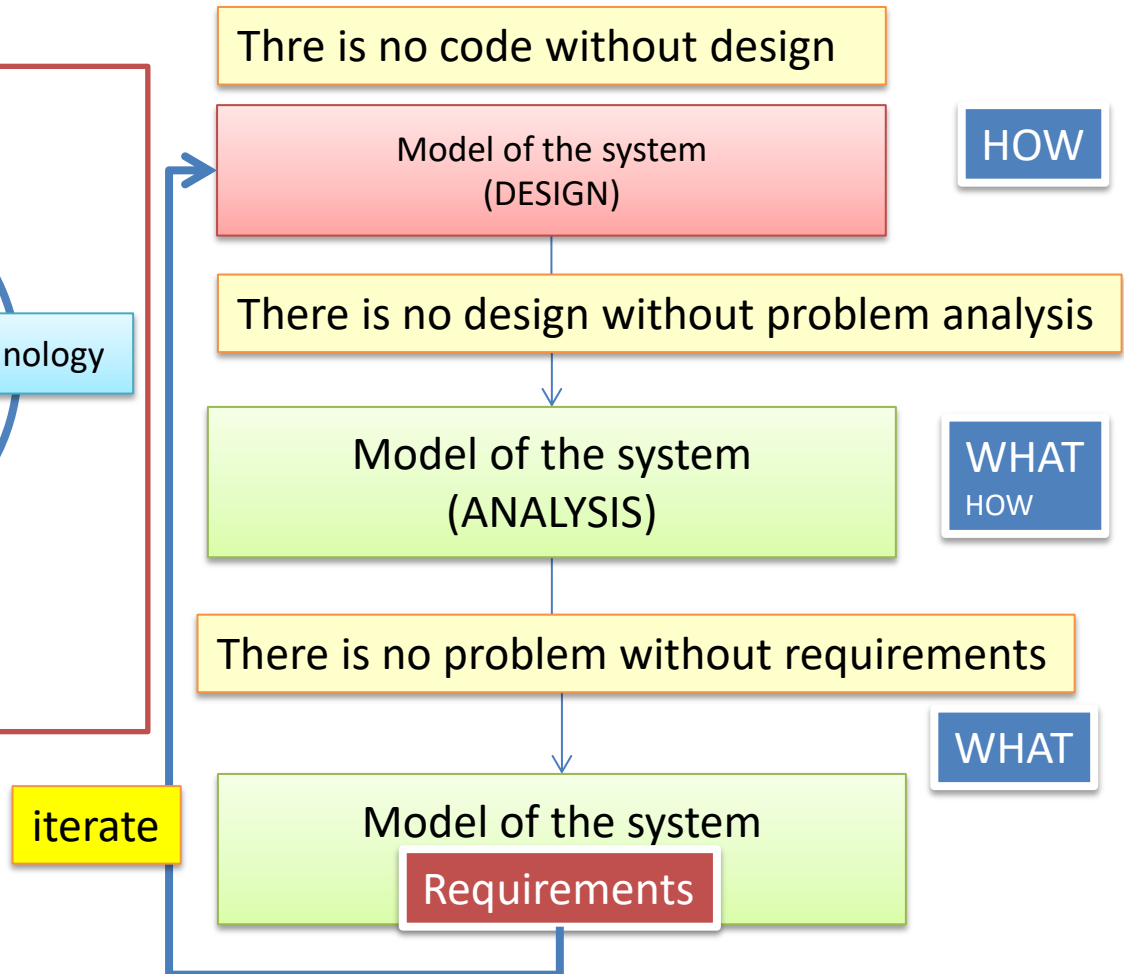 Thre is no code without design
Model of the system
(DESIGN)
HOW
There is no design without problem analysis
nology
Model of the system
(ANALYSIS)
WHAT
HOW
There is no problem without requirements
WHAT
iterate
Model of the system
Requirements